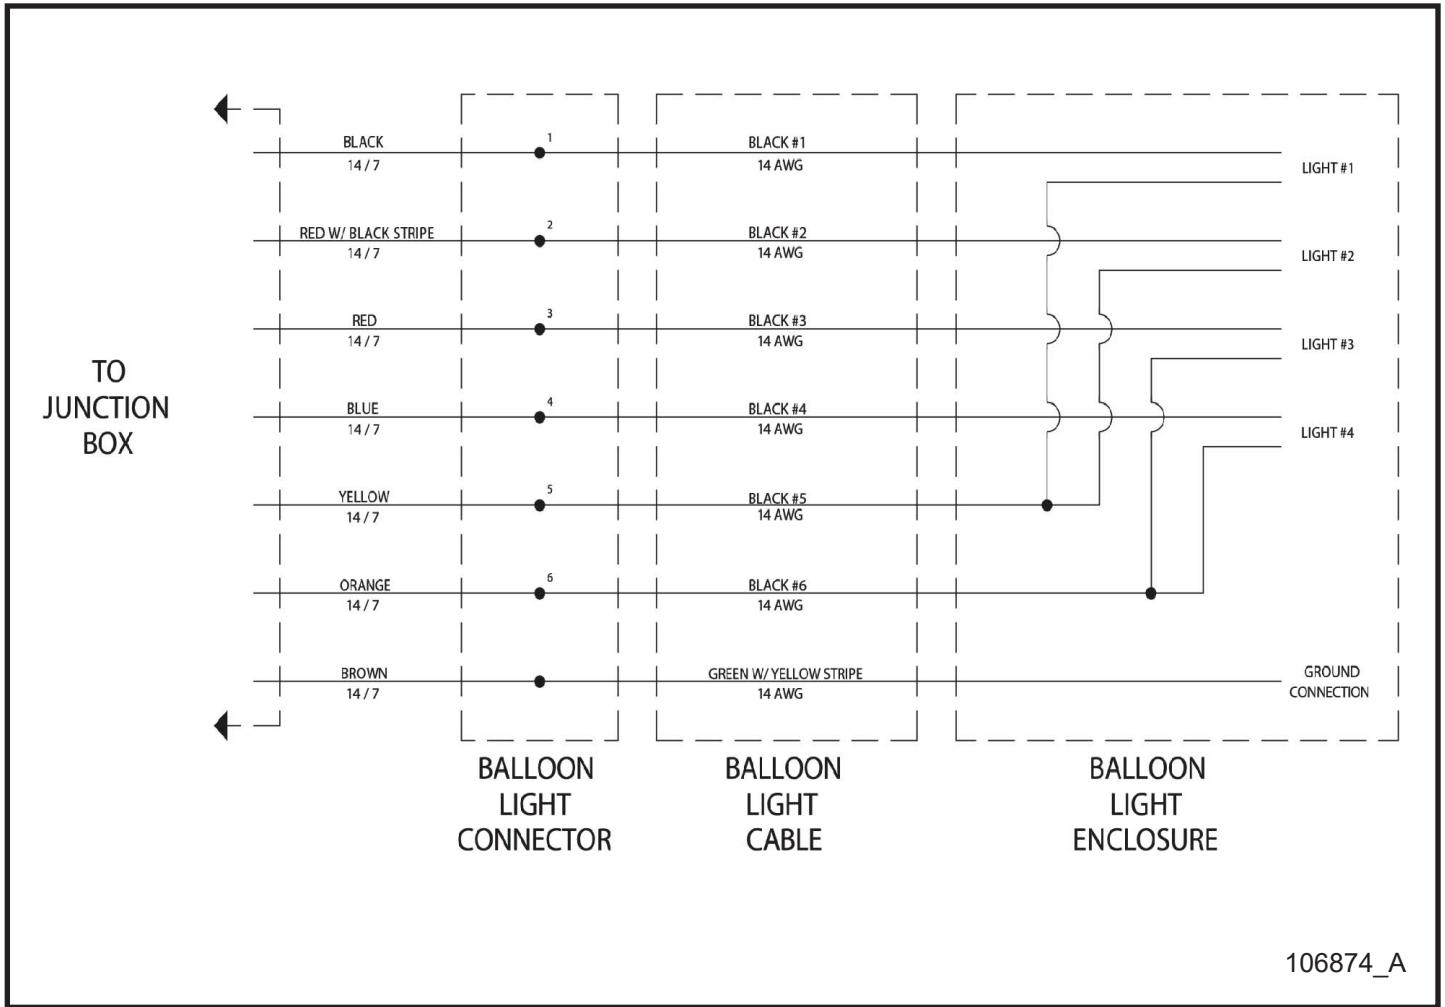 BLACK
14 / 7
1
BLACK #1
14 AWG
LIGHT #1
RED W/ BLACK STRIPE
14 / 7
2
BLACK #2
14 AWG
LIGHT #2
RED
14 / 7
3
BLACK #3
14 AWG
LIGHT #3
TO
JUNCTION
BOX
BLUE
14 / 7
4
BLACK #4
14 AWG
LIGHT #4
YELLOW
14 / 7
5
BLACK #5
14 AWG
ORANGE
14 / 7
6
BLACK #6
14 AWG
BROWN
14 / 7
GREEN W/ YELLOW STRIPE
14 AWG
GROUND
CONNECTION
BALLOON
LIGHT
CONNECTOR
BALLOON
LIGHT
CABLE
BALLOON
LIGHT
ENCLOSURE
106874_A